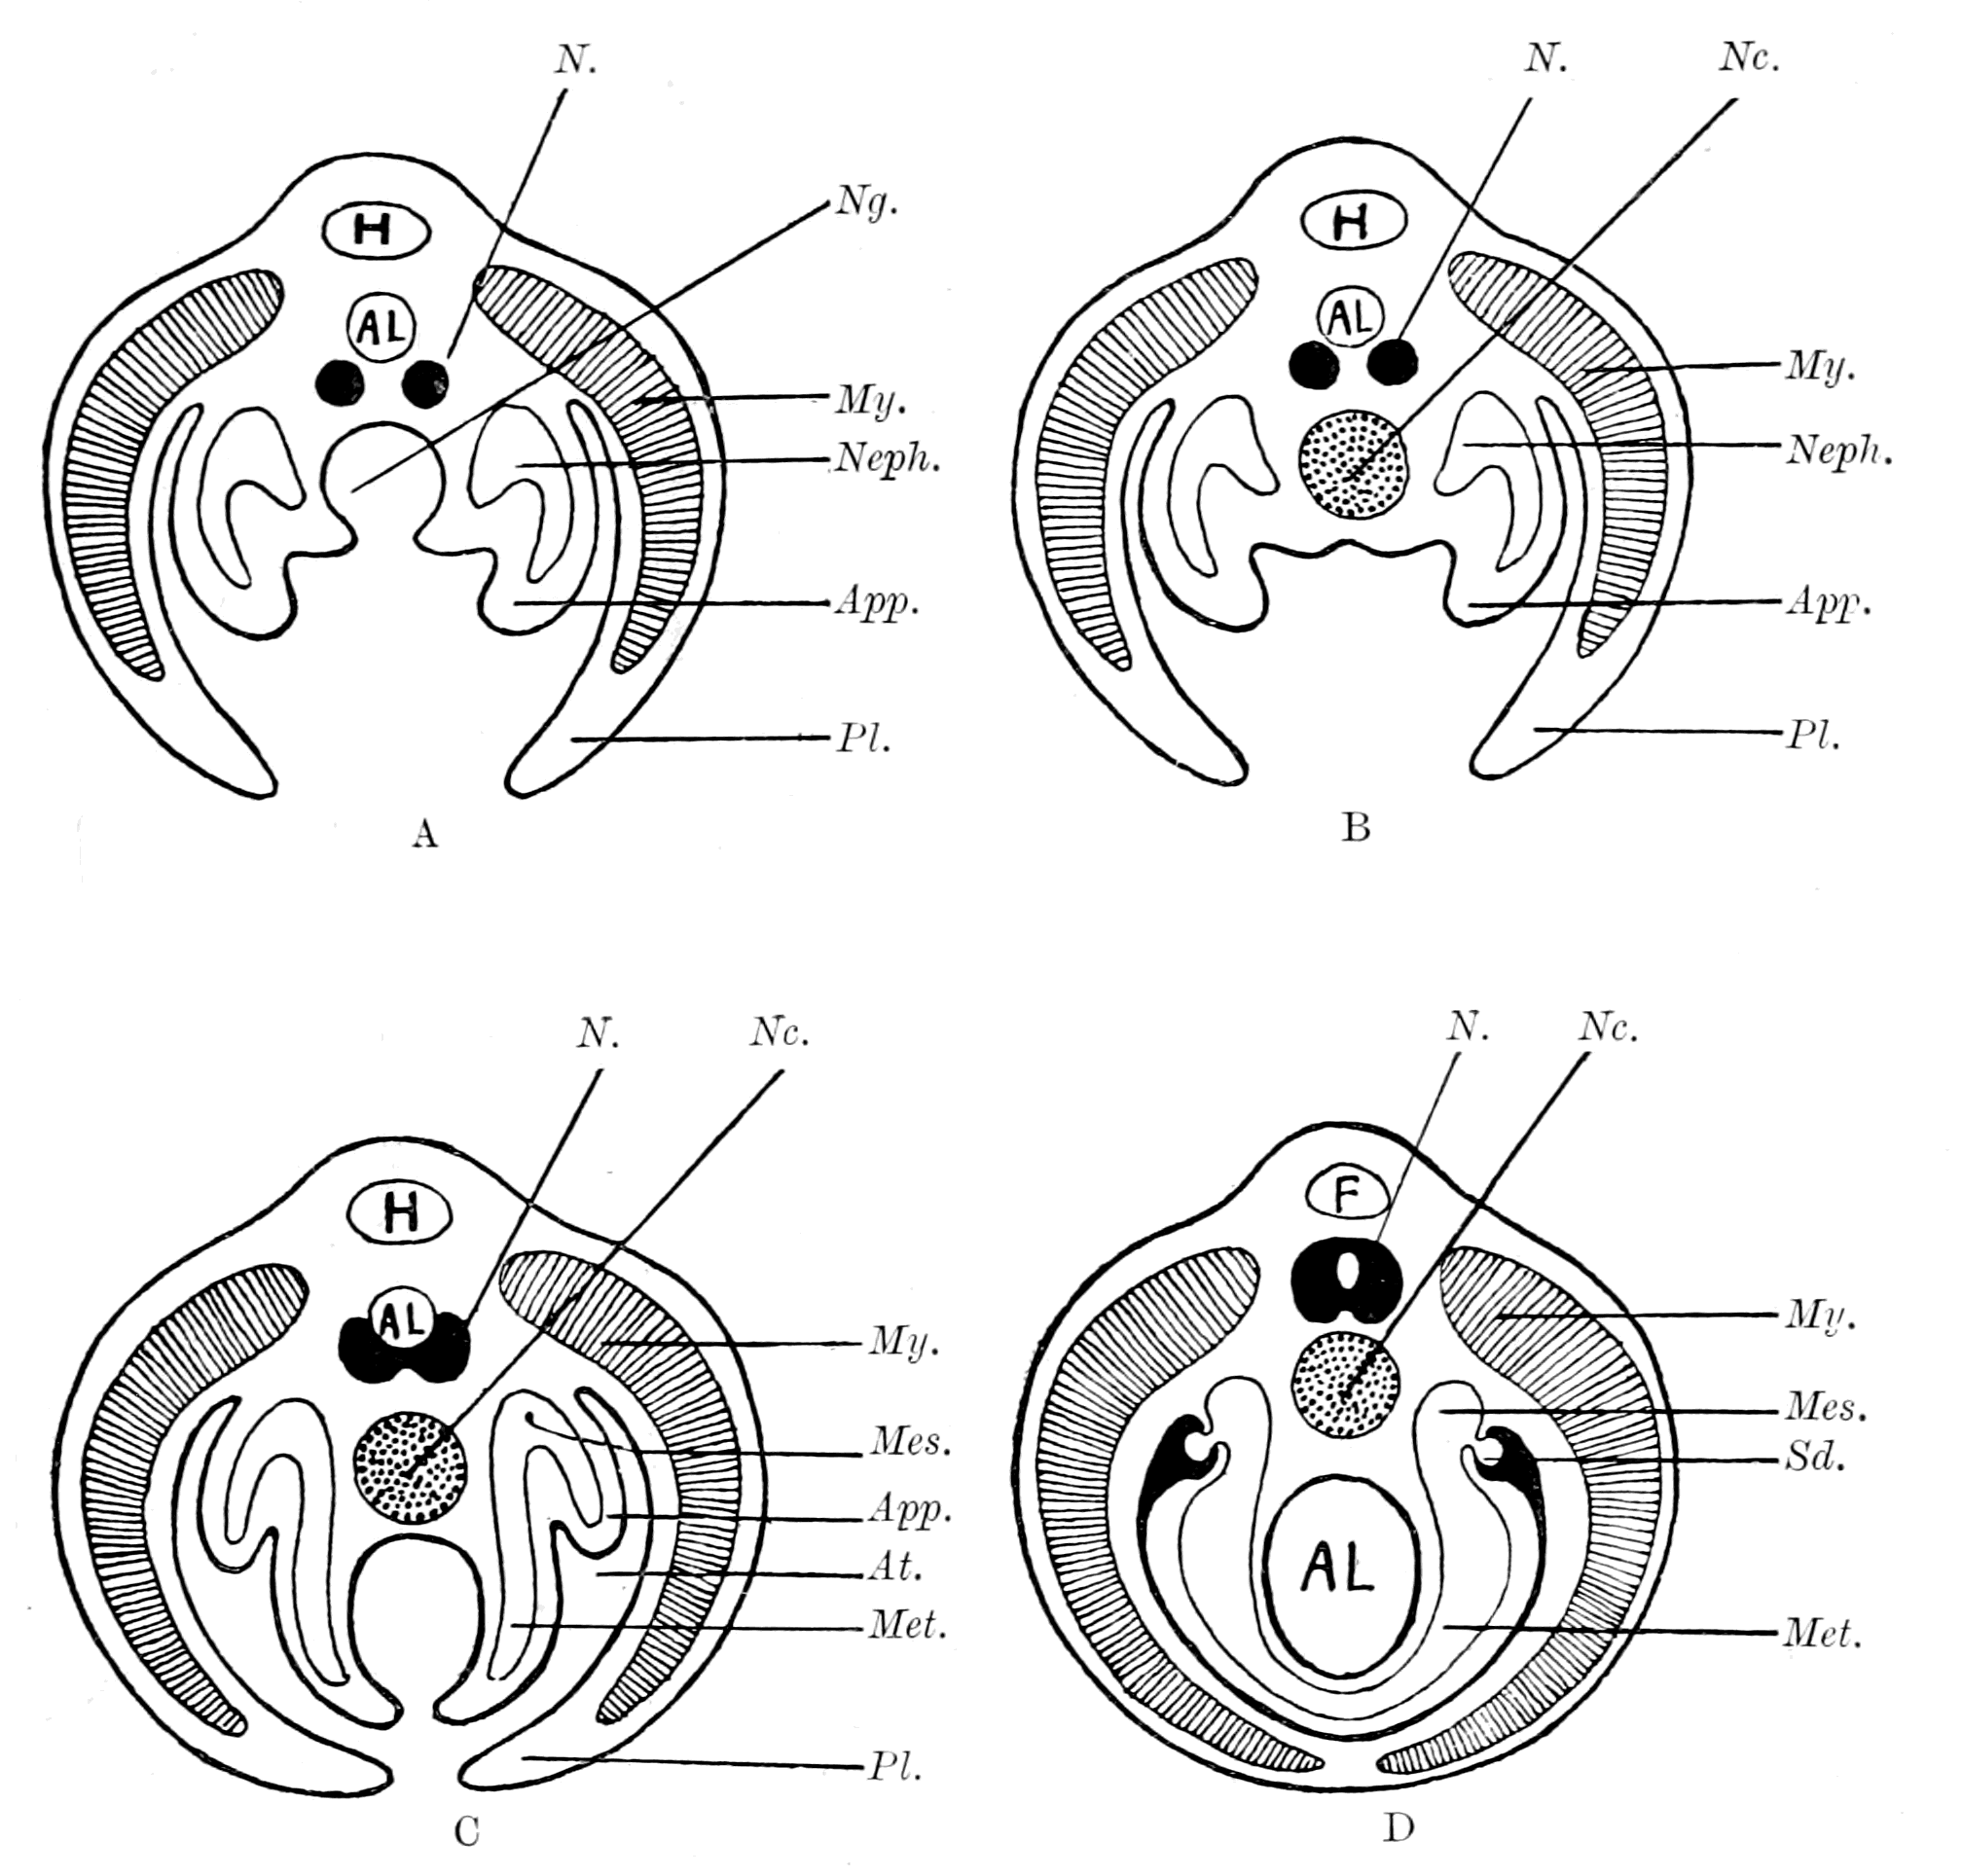 N.
Ng.
H
AL
My.
Neph.
App.
Pl.
A
N.
Nc.
H
AL
My.
Neph.
App.
Pl.
B
N.
Nc.
H
AL
My.
Mes.
App.
At.
Met.
Pl.
C
N.
Nc.
F
My.
Mes.
Sd.
AL
Met.
D